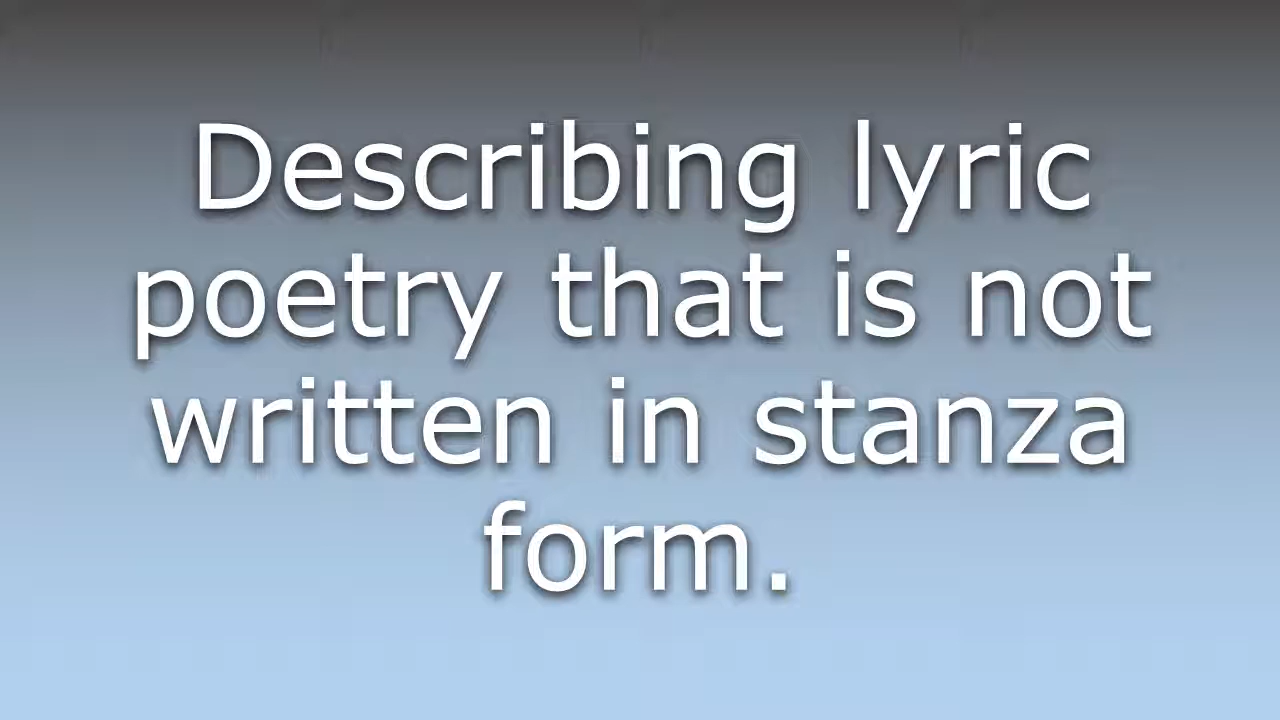 Describing lyric
poetry that is not
written in stanza
form.